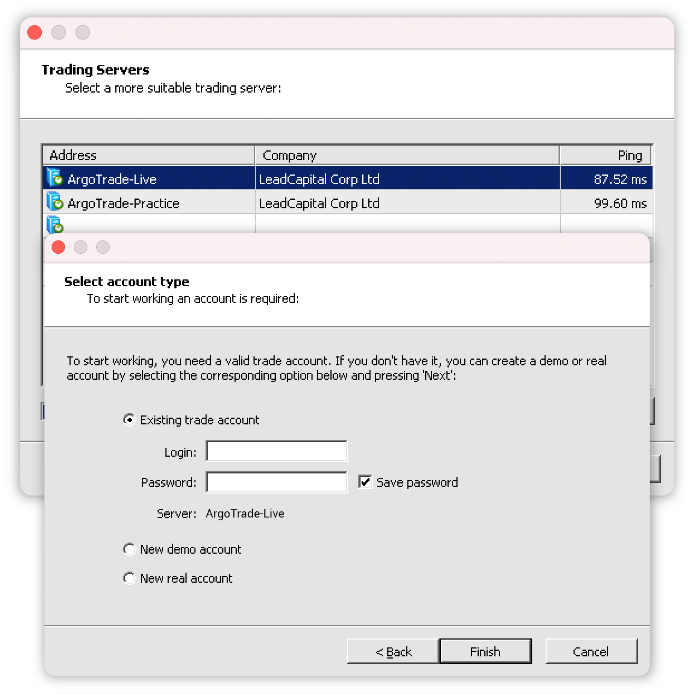 Trading Servers
Select a more suitable trading server:
Address Company Ping
ArgoTrade-Live LeadCapital Corp Ltd 87.52 ms
ArgoTrade-Practice LeadCapital Corp Ltd 99.60 ms
Select account type
To start working an account is required:
To start working, you need a valid trade account. If you don't have it, you can create a demo or real
account by selecting the corresponding option below and pressing 'Next':
Existing trade account
Login:
Password: Save password
Server: ArgoTrade-Live
New demo account
New real account
< Back Finish Cancel